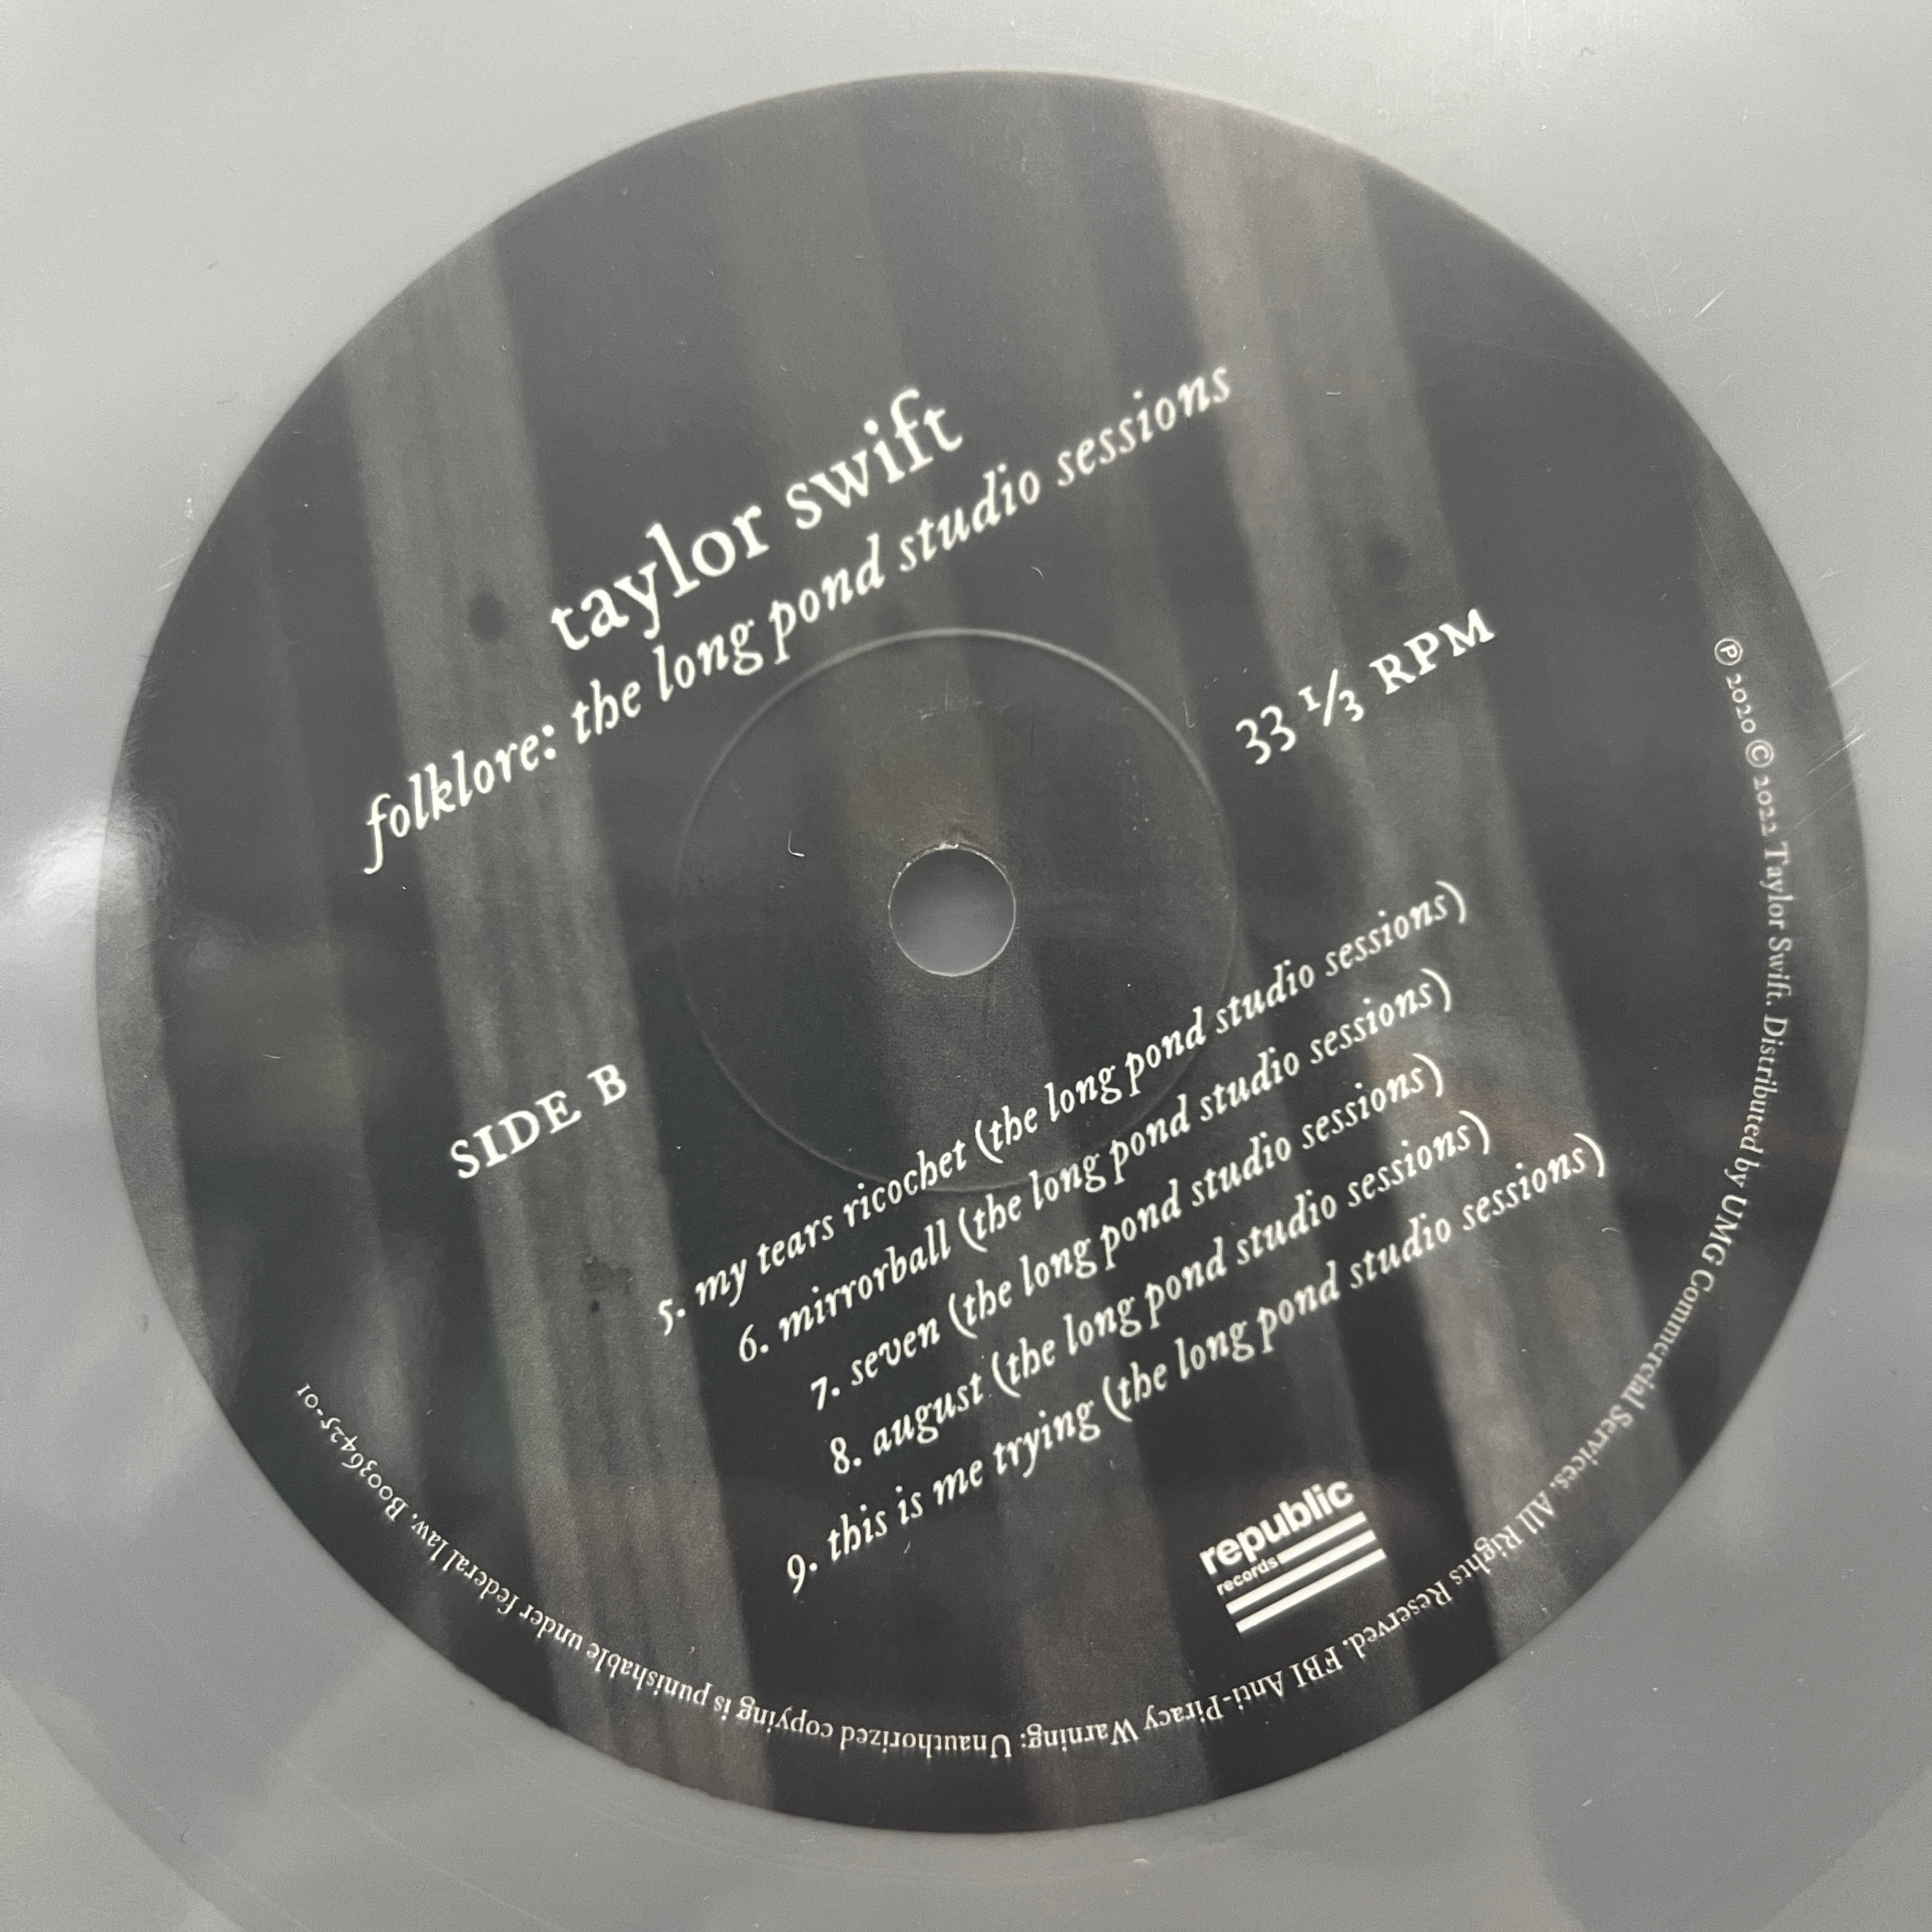 taylor swift
folklore: the long pond studio sessions
33 1/3 RPM
SIDE B
5. my tears ricochet (the long pond studio sessions)
6. mirrorball (the long pond studio sessions)
7. seven (the long pond studio sessions)
8. august (the long pond studio sessions)
9. this is me trying (the long pond studio sessions)
republic
records
℗ 2020 © 2022 Taylor Swift. Distributed by UMG Commercial Services. All Rights Reserved. FBI Anti-Piracy Warning: Unauthorized copying is punishable under federal law. B0036425-01